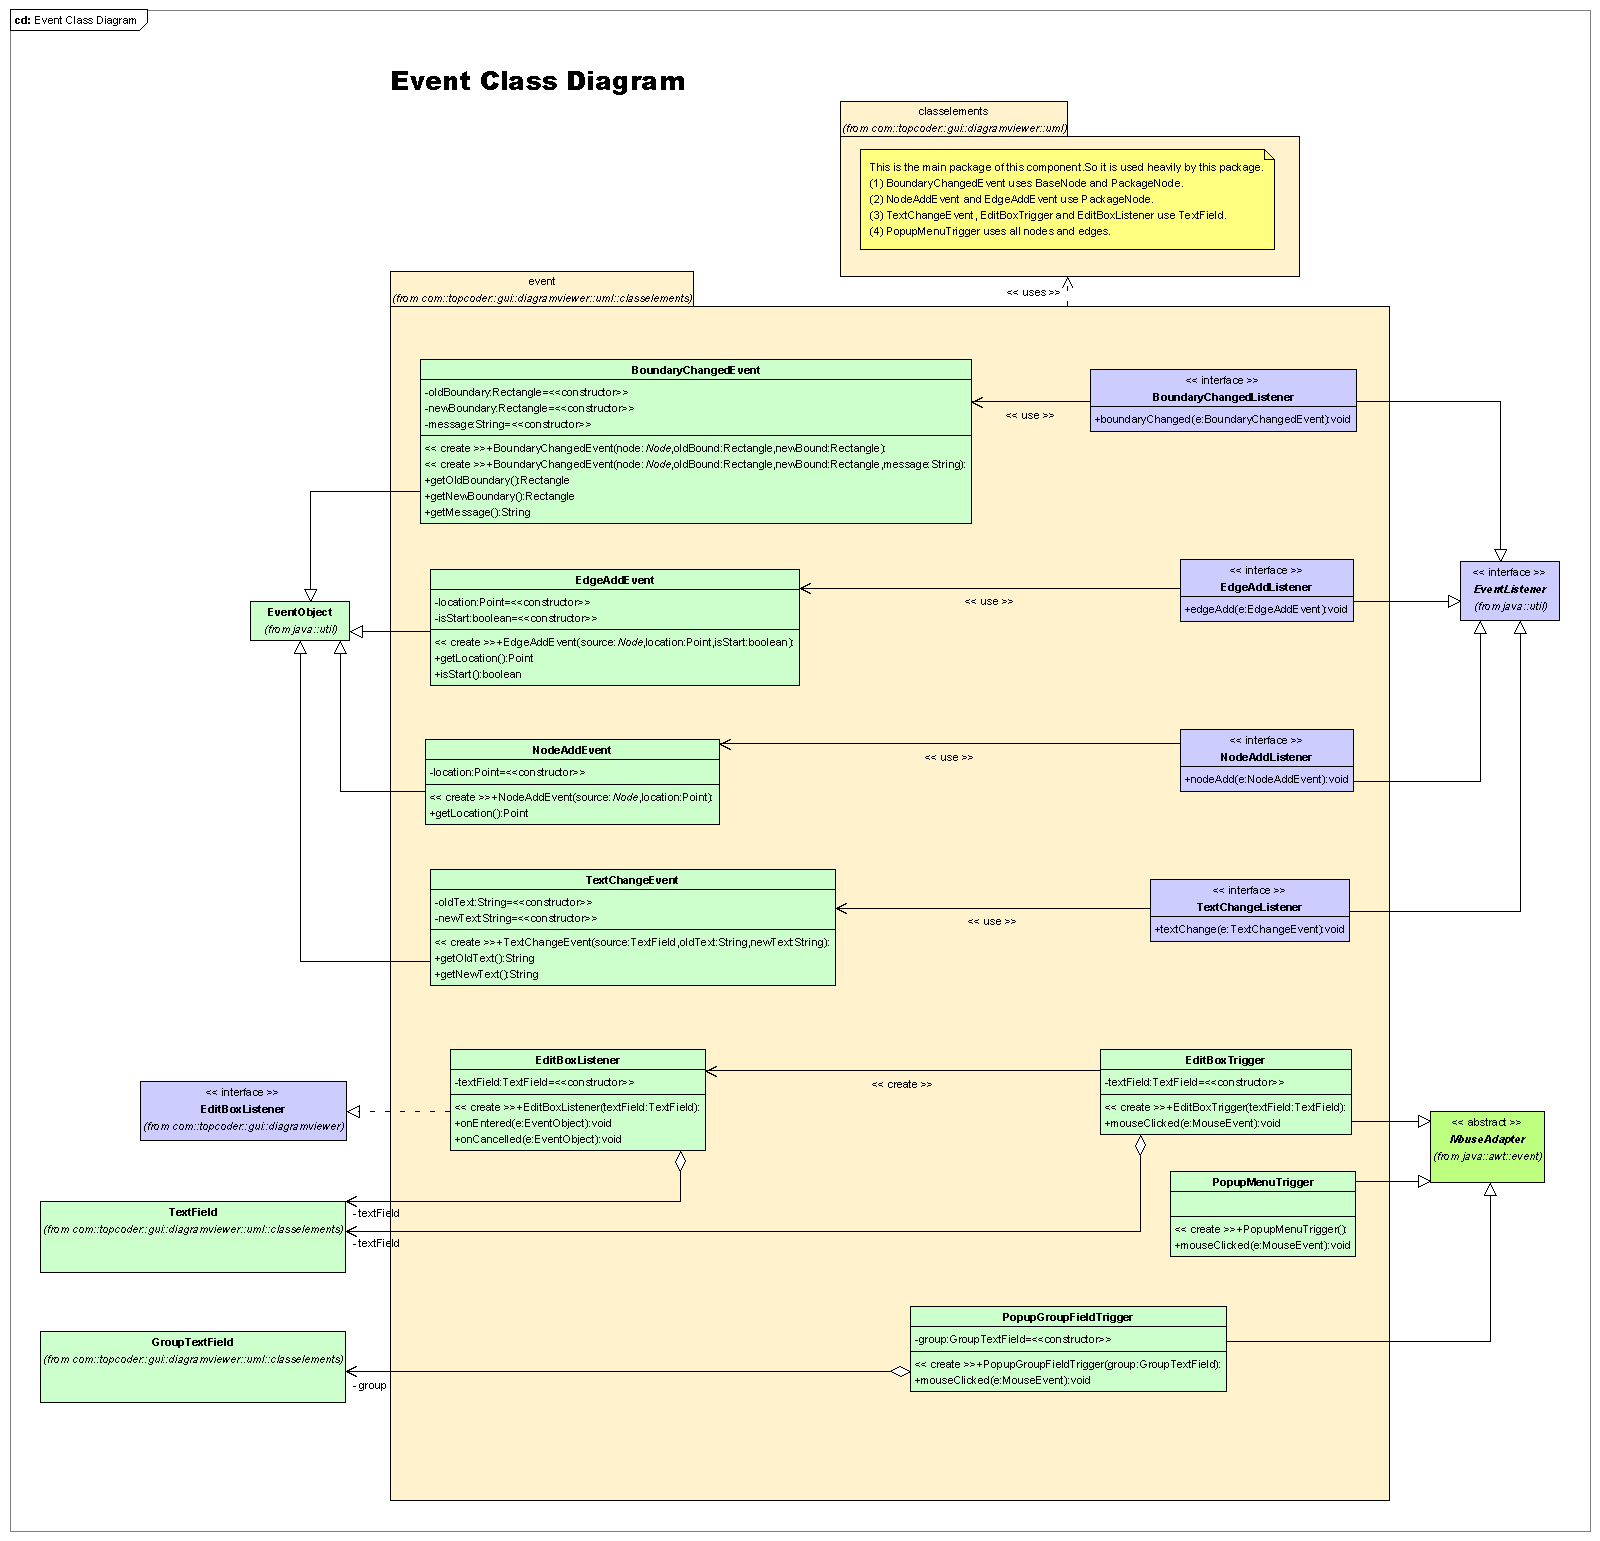 cd: Event Class Diagram
Event Class Diagram
classelements
(from com::topcoder::gui::diagramviewer::uml)
This is the main package of this component.So it is used heavily by this package.
(1) BoundaryChangedEvent uses BaseNode and PackageNode.
(2) NodeAddEvent and EdgeAddEvent use PackageNode.
(3) TextChangeEvent, EditBoxTrigger and EditBoxListener use TextField.
(4) PopupMenuTrigger uses all nodes and edges.
<< uses >>
event
(from com::topcoder::gui::diagramviewer::uml::classelements)
BoundaryChangedEvent
-oldBoundary:Rectangle=<<constructor>>
-newBoundary:Rectangle=<<constructor>>
-message:String=<<constructor>>
<< create >>+BoundaryChangedEvent(node: Node,oldBound:Rectangle,newBound:Rectangle):
<< create >>+BoundaryChangedEvent(node: Node,oldBound:Rectangle,newBound:Rectangle,message:String):
+getOldBoundary():Rectangle
+getNewBoundary():Rectangle
+getMessage():String
<< use >>
<< interface >>
BoundaryChangedListener
+boundaryChanged(e:BoundaryChangedEvent):void
EventObject
(from java::util)
EdgeAddEvent
-location:Point=<<constructor>>
-isStart:boolean=<<constructor>>
<< create >>+EdgeAddEvent(source: Node,location:Point,isStart:boolean):
+getLocation():Point
+isStart():boolean
<< use >>
<< interface >>
EdgeAddListener
+edgeAdd(e:EdgeAddEvent):void
<< interface >>
EventListener
(from java::util)
NodeAddEvent
-location:Point=<<constructor>>
<< create >>+NodeAddEvent(source: Node,location:Point):
+getLocation():Point
<< use >>
<< interface >>
NodeAddListener
+nodeAdd(e:NodeAddEvent):void
TextChangeEvent
-oldText:String=<<constructor>>
-newText:String=<<constructor>>
<< create >>+TextChangeEvent(source:TextField,oldText:String,newText:String):
+getOldText():String
+getNewText():String
<< use >>
<< interface >>
TextChangeListener
+textChange(e:TextChangeEvent):void
<< interface >>
EditBoxListener
(from com::topcoder::gui::diagramviewer)
EditBoxListener
-textField:TextField=<<constructor>>
<< create >>+EditBoxListener(textField:TextField):
+onEntered(e:EventObject):void
+onCancelled(e:EventObject):void
<< create >>
EditBoxTrigger
-textField:TextField=<<constructor>>
<< create >>+EditBoxTrigger(textField:TextField):
+mouseClicked(e:MouseEvent):void
<< abstract >>
MouseAdapter
(from java::awt::event)
PopupMenuTrigger
<< create >>+PopupMenuTrigger():
+mouseClicked(e:MouseEvent):void
TextField
(from com::topcoder::gui::diagramviewer::uml::classelements)
-textField
-textField
PopupGroupFieldTrigger
-group:GroupTextField=<<constructor>>
<< create >>+PopupGroupFieldTrigger(group:GroupTextField):
+mouseClicked(e:MouseEvent):void
GroupTextField
(from com::topcoder::gui::diagramviewer::uml::classelements)
-group